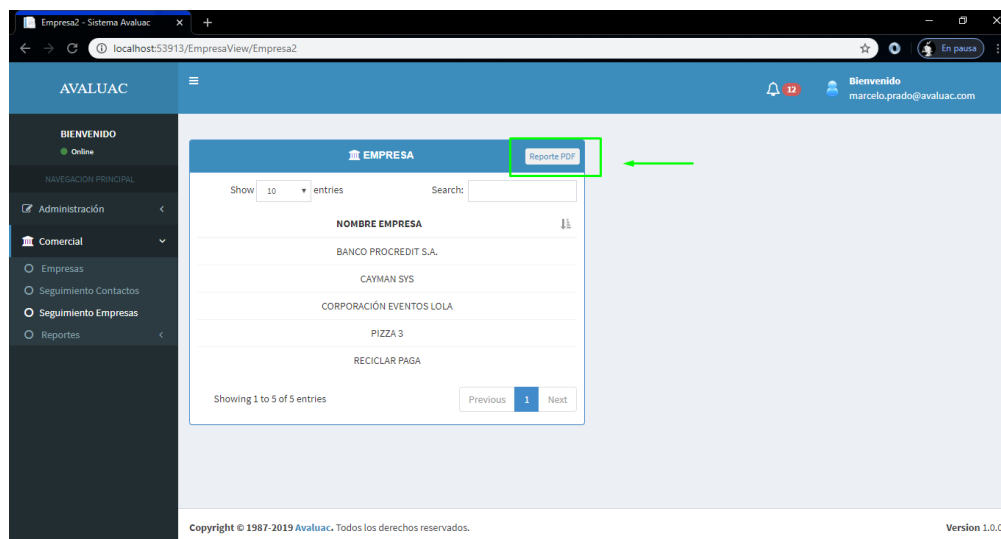 Empresa2 - Sistema Avaluac
localhost:53913/EmpresaView/Empresa2
En pausa
AVALUAC
12
Bienvenido
marcelo.prado@avaluac.com
BIENVENIDO
Online
NAVEGACION PRINCIPAL
Administración
Comercial
Empresas
Seguimiento Contactos
Seguimiento Empresas
Reportes
EMPRESA
Reporte PDF
Show 10 entries
Search:
NOMBRE EMPRESA
BANCO PROCREDIT S.A.
CAYMAN SYS
CORPORACIÓN EVENTOS LOLA
PIZZA 3
RECICLAR PAGA
Showing 1 to 5 of 5 entries
Previous 1 Next
Copyright © 1987-2019 Avaluac. Todos los derechos reservados.
Version 1.0.0